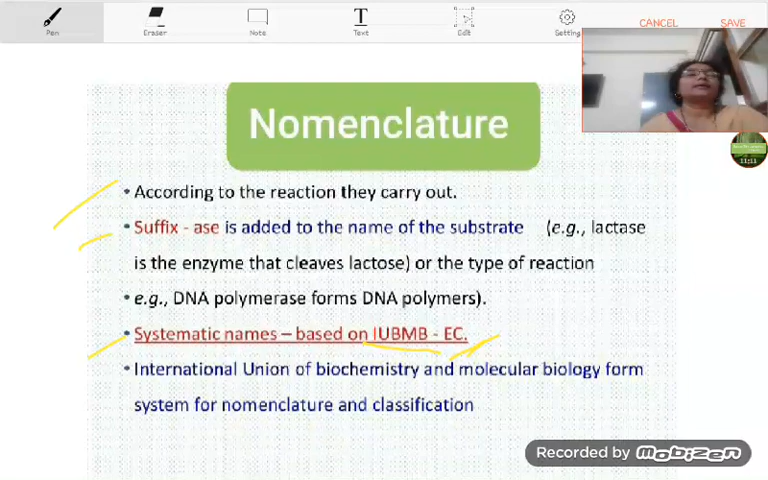 CANCEL SAVE
Pen Eraser Note Text Edit Setting
Nomenclature
• According to the reaction they carry out.
• Suffix - ase is added to the name of the substrate (e.g., lactase
is the enzyme that cleaves lactose) or the type of reaction
• e.g., DNA polymerase forms DNA polymers).
• Systematic names – based on IUBMB - EC.
• International Union of biochemistry and molecular biology form
system for nomenclature and classification
11:11
Recorded by Mobizen